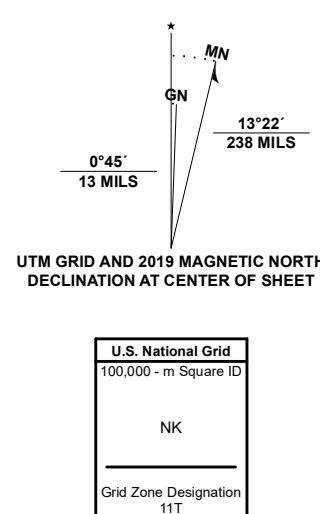 ★
MN
GN
13°22´
238 MILS
0°45´
13 MILS
UTM GRID AND 2019 MAGNETIC NORTH
DECLINATION AT CENTER OF SHEET
U.S. National Grid
100,000 - m Square ID
NK
Grid Zone Designation
11T